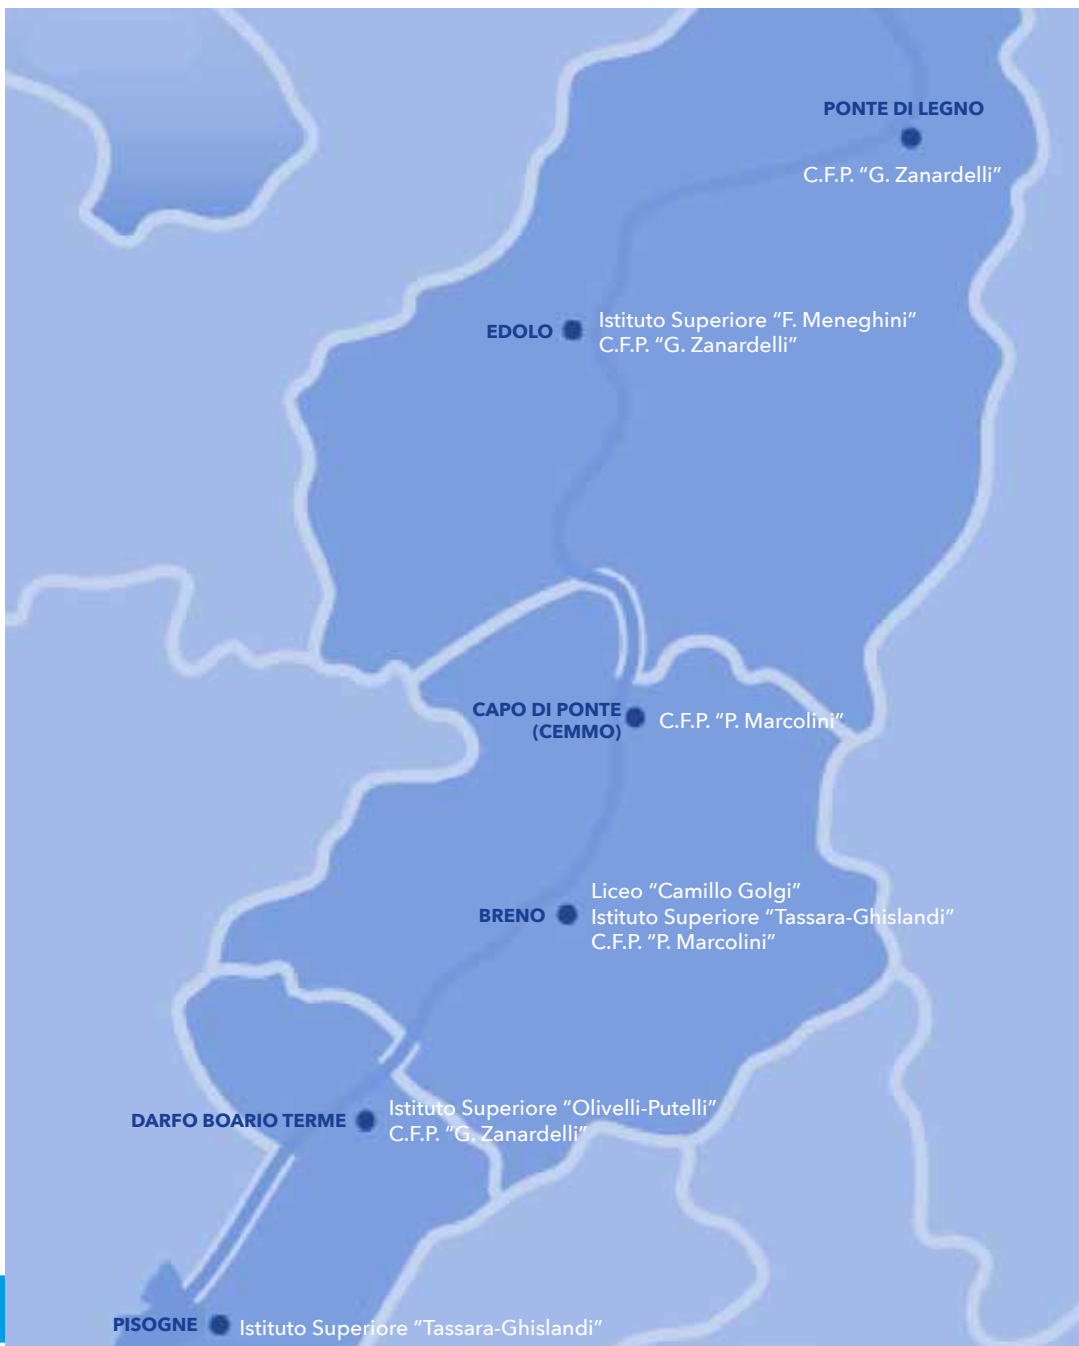 PONTE DI LEGNO
C.F.P. “G. Zanardelli”
EDOLO
Istituto Superiore “F. Meneghini”
C.F.P. “G. Zanardelli”
CAPO DI PONTE
(CEMMO)
C.F.P. “P. Marcolini”
BRENO
Liceo “Camillo Golgi”
Istituto Superiore “Tassara-Ghislandi”
C.F.P. “P. Marcolini”
DARFO BOARIO TERME
Istituto Superiore “Olivelli-Putelli”
C.F.P. “G. Zanardelli”
PISOGNE
Istituto Superiore “Tassara-Ghislandi”